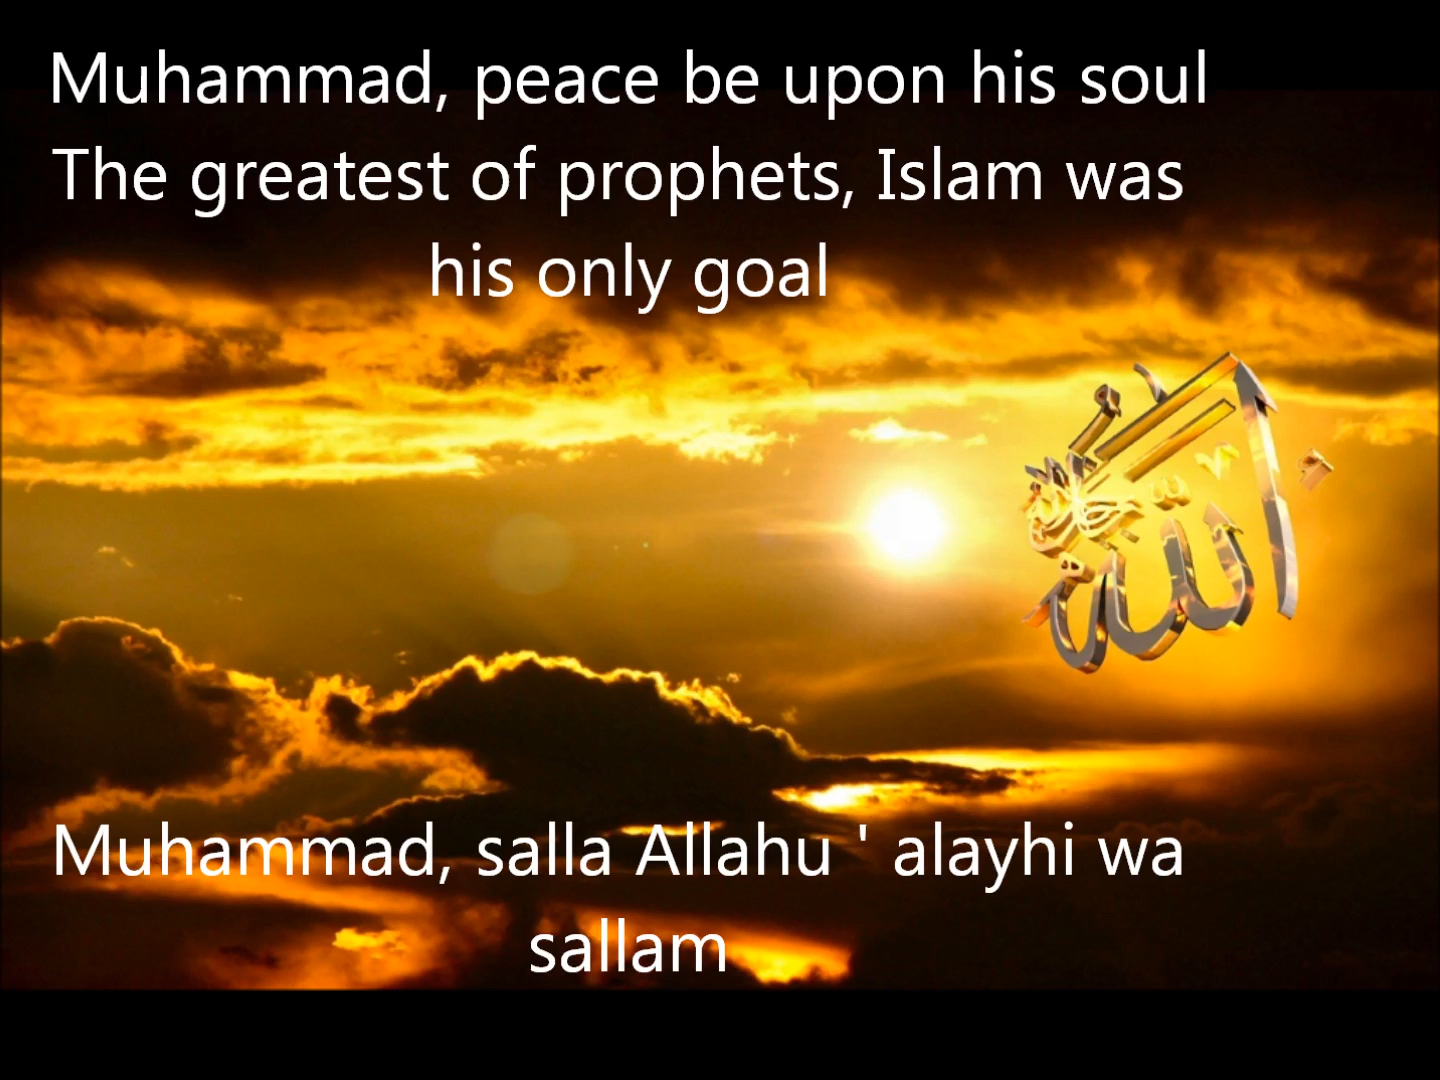 Muhammad, peace be upon his soul
The greatest of prophets, Islam was
his only goal
الله
Muhammad, salla Allahu ' alayhi wa
sallam